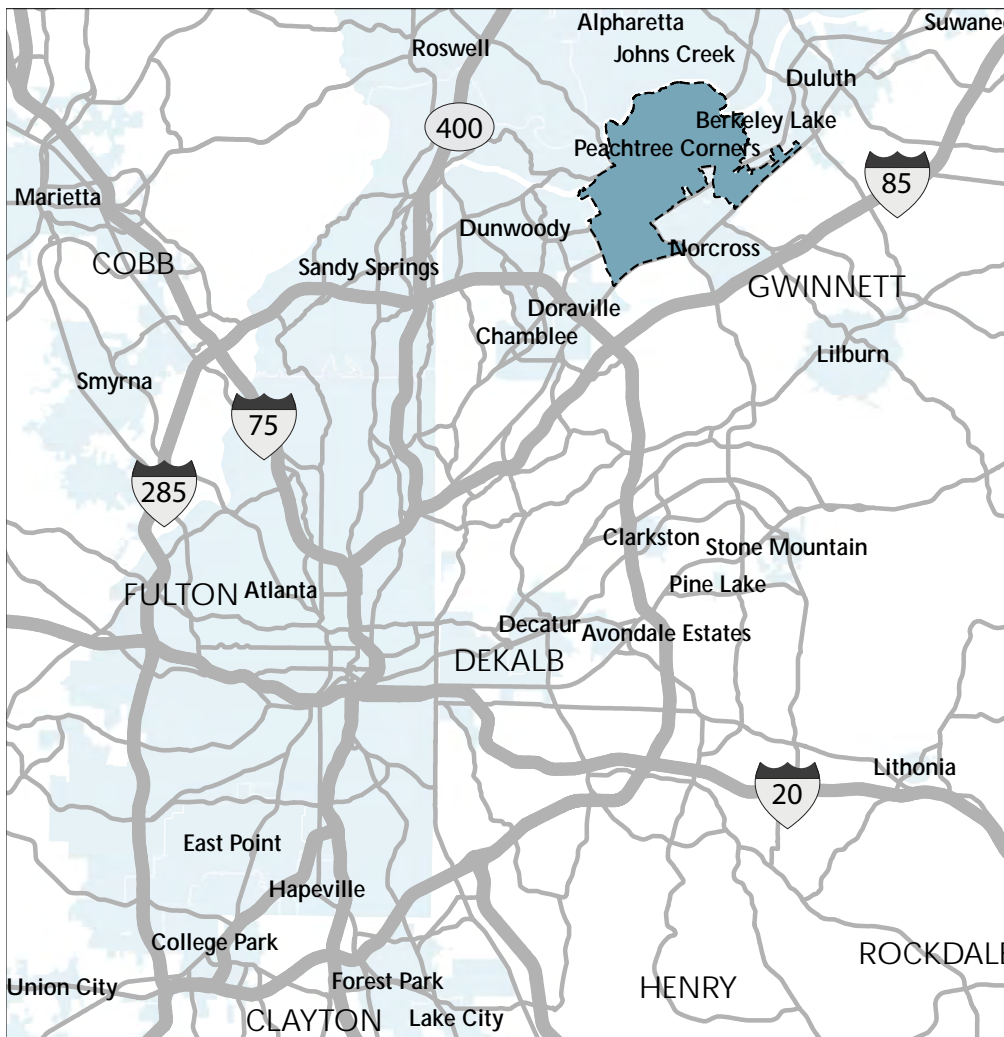 Alpharetta
Suwanee
Roswell
Johns Creek
Duluth
400
Berkeley Lake
Peachtree Corners
85
Marietta
Dunwoody
Norcross
COBB
Sandy Springs
GWINNETT
Doraville
Chamblee
Lilburn
Smyrna
75
285
Clarkston
Stone Mountain
Pine Lake
FULTON
Atlanta
Decatur
Avondale Estates
DEKALB
Lithonia
20
East Point
Hapeville
College Park
ROCKDALE
Union City
Forest Park
HENRY
CLAYTON
Lake City